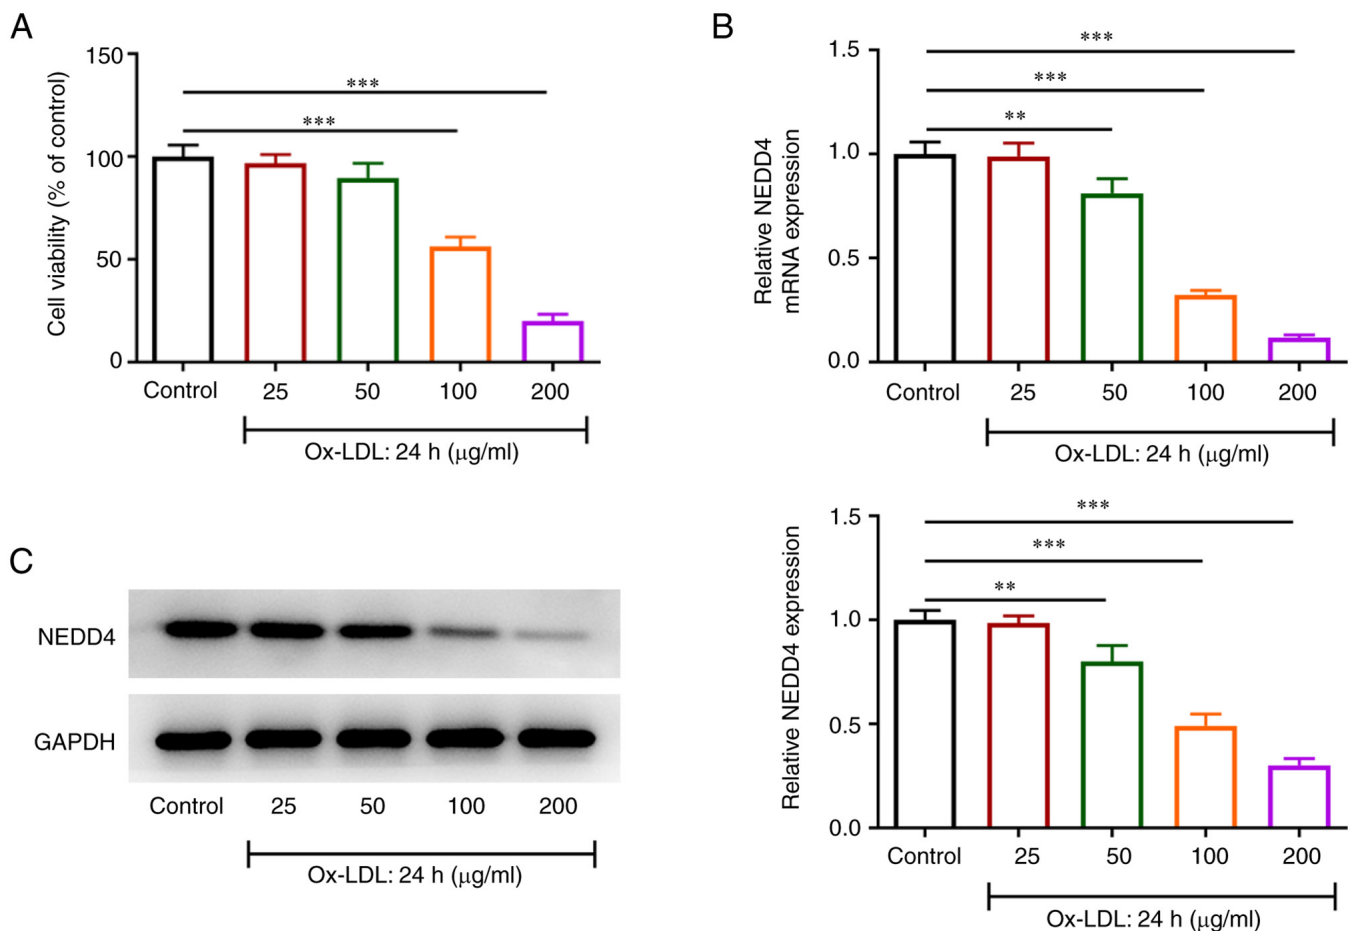 A
Cell viability (% of control)
150
100
50
0
***
***
Control 25 50 100 200
Ox-LDL: 24 h (μg/ml)
B
Relative NEDD4
mRNA expression
1.5
1.0
0.5
0.0
***
***
**
Control 25 50 100 200
Ox-LDL: 24 h (μg/ml)
C
NEDD4
GAPDH
Control 25 50 100 200
Ox-LDL: 24 h (μg/ml)
Relative NEDD4 expression
1.5
1.0
0.5
0.0
***
***
**
Control 25 50 100 200
Ox-LDL: 24 h (μg/ml)